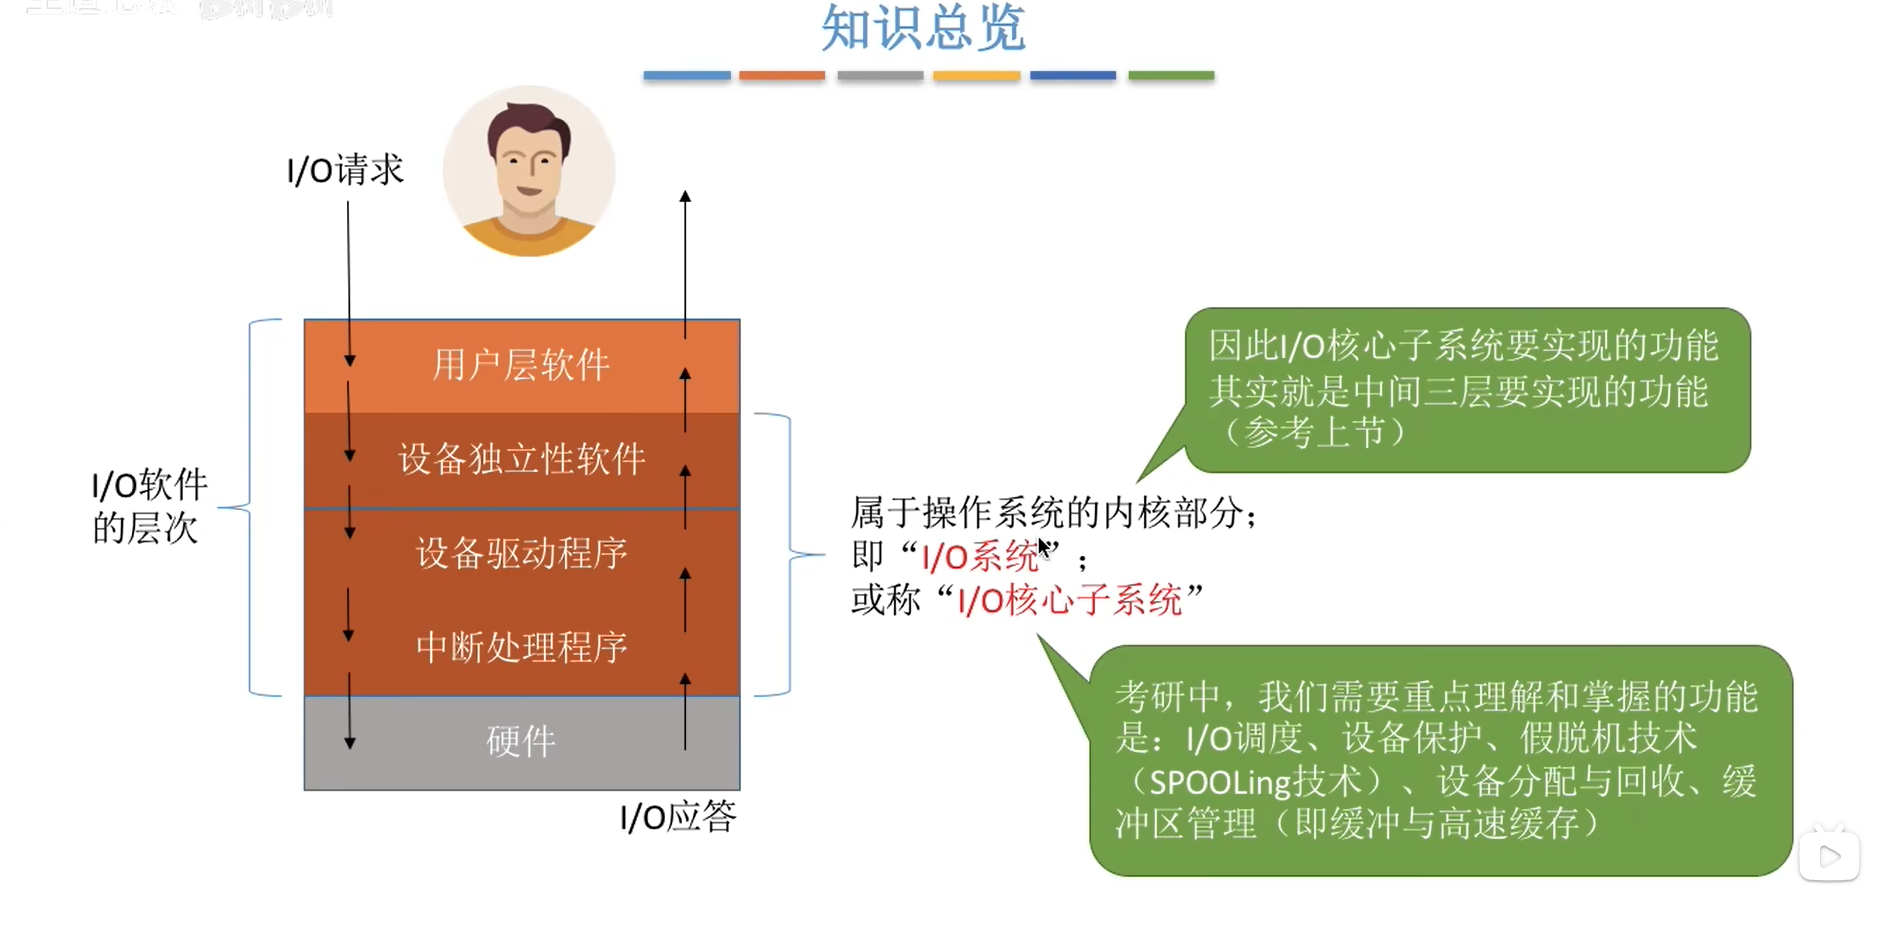 知识总览
I/O请求
用户层软件
设备独立性软件
设备驱动程序
中断处理程序
硬件
I/O应答
I/O软件
的层次
因此I/O核心子系统要实现的功能
其实就是中间三层要实现的功能
（参考上节）
属于操作系统的内核部分；
即“I/O系统”；
或称“I/O核心子系统”
考研中，我们需要重点理解和掌握的功能
是：I/O调度、设备保护、假脱机技术
（SPOOLing技术）、设备分配与回收、缓
冲区管理（即缓冲与高速缓存）